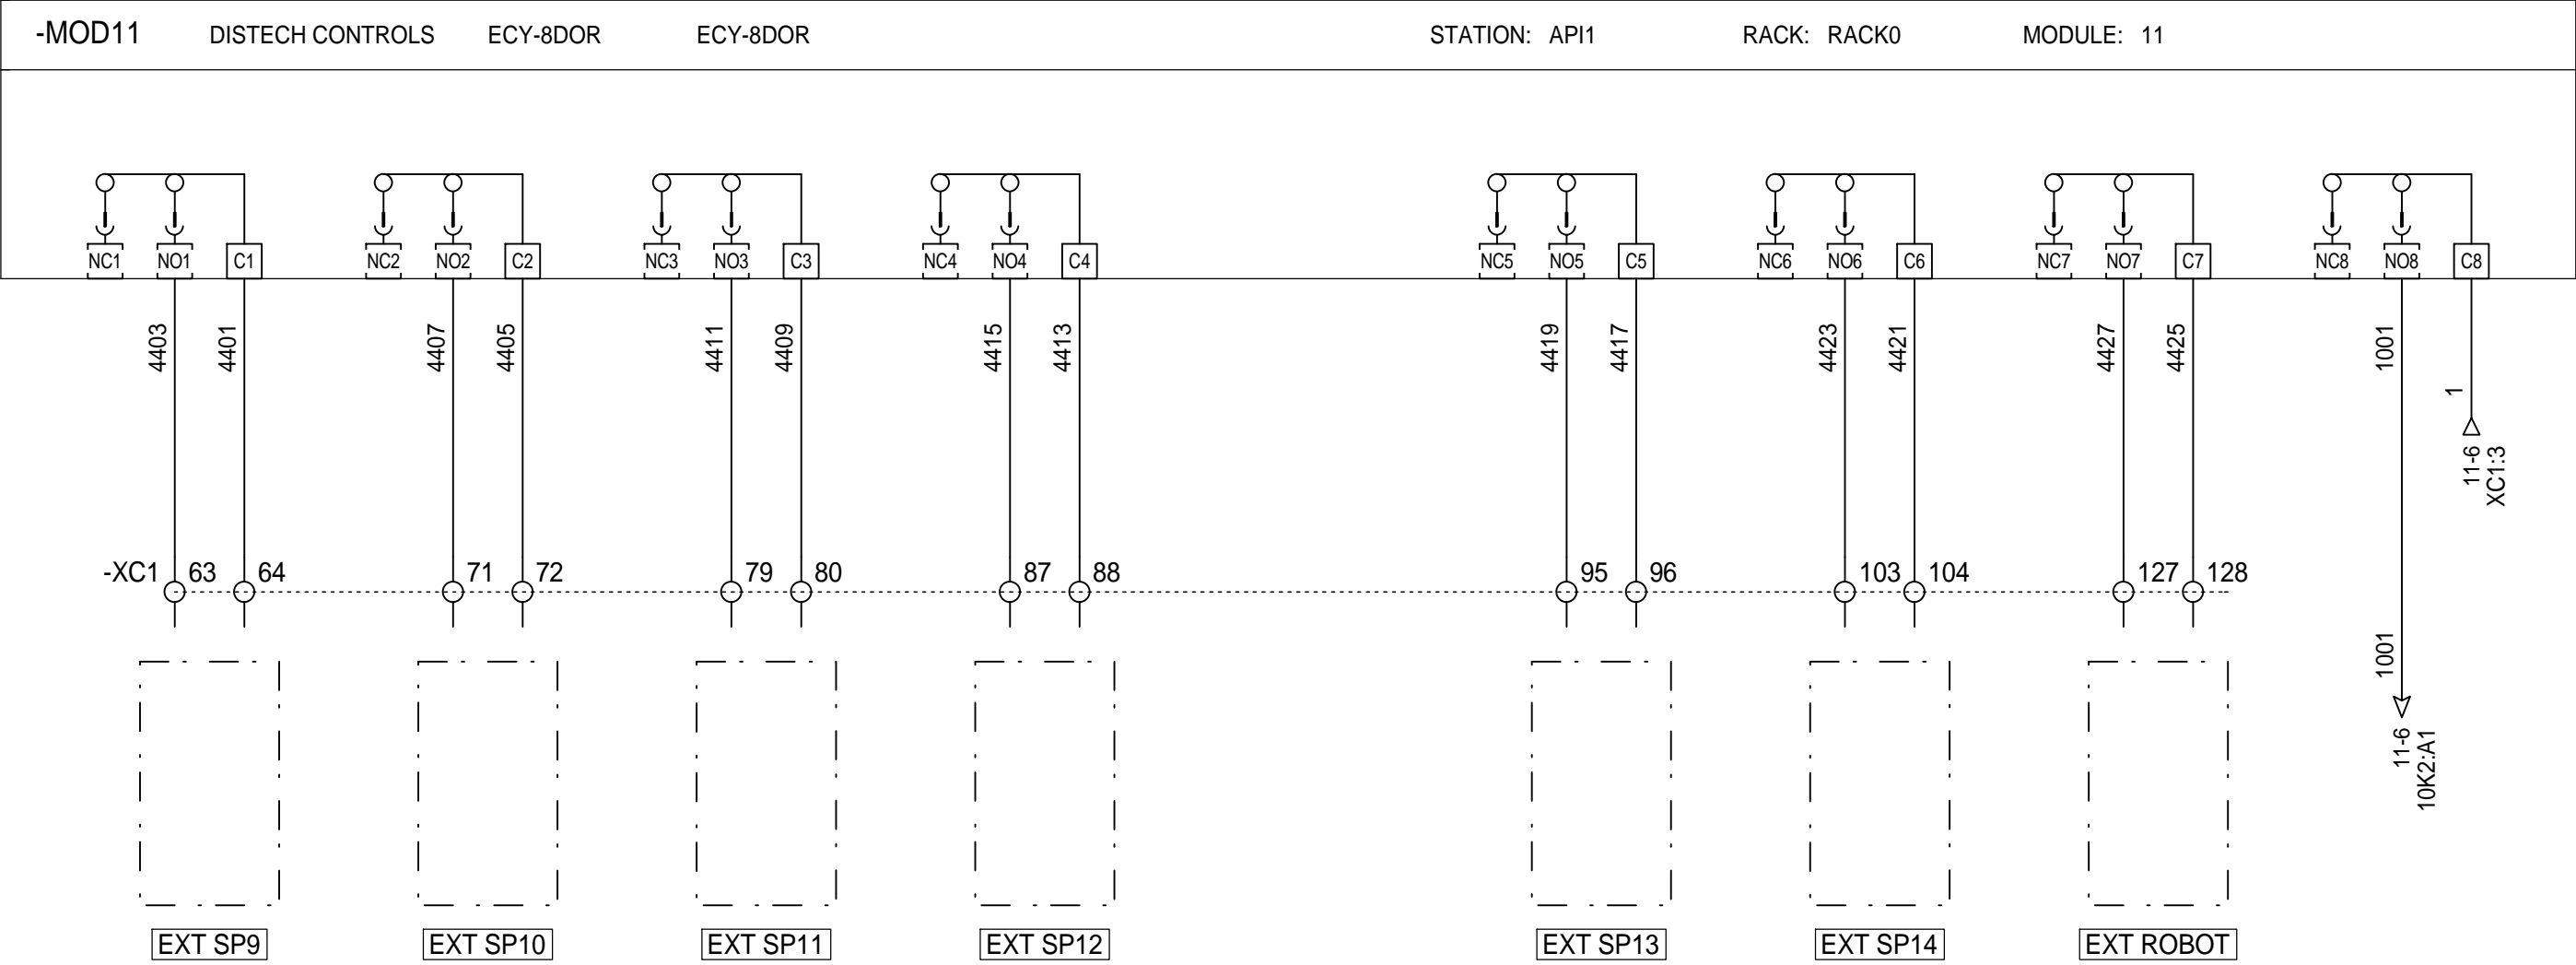 -MOD11 DISTECH CONTROLS ECY-8DOR ECY-8DOR STATION: API1 RACK: RACK0 MODULE: 11
NC1 NO1 C1 NC2 NO2 C2 NC3 NO3 C3 NC4 NO4 C4 NC5 NO5 C5 NC6 NO6 C6 NC7 NO7 C7 NC8 NO8 C8
4403 4401 4407 4405 4411 4409 4415 4413 4419 4417 4423 4421 4427 4425 1001
1
11-6
XC1:3
-XC1 63 64 71 72 79 80 87 88 95 96 103 104 127 128
1001
11-6
10K2:A1
EXT SP9 EXT SP10 EXT SP11 EXT SP12 EXT SP13 EXT SP14 EXT ROBOT